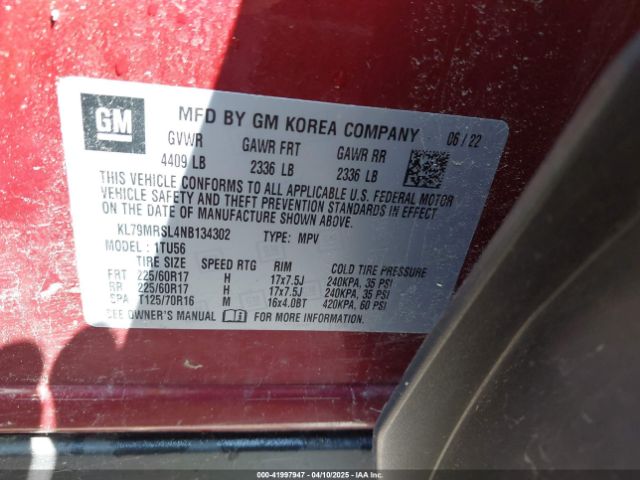 GM
MFD BY GM KOREA COMPANY 06/22
GVWR GAWR FRT GAWR RR
4409 LB 2336 LB 2336 LB
THIS VEHICLE CONFORMS TO ALL APPLICABLE U.S. FEDERAL MOTOR
VEHICLE SAFETY AND THEFT PREVENTION STANDARDS IN EFFECT
ON THE DATE OF MANUFACTURE SHOWN ABOVE.
KL79MRSL4NB134302 TYPE: MPV
MODEL: 1TU56
TIRE SIZE SPEED RTG RIM COLD TIRE PRESSURE
FRT 225/60R17 H 17x7.5J 240KPA, 35 PSI
RR 225/60R17 H 17x7.5J 240KPA, 35 PSI
SPA T125/70R16 M 16x4.0BT 420KPA, 60 PSI
SEE OWNER'S MANUAL FOR MORE INFORMATION.
00-41997947 - 04/10/2025 - IAAI.COM